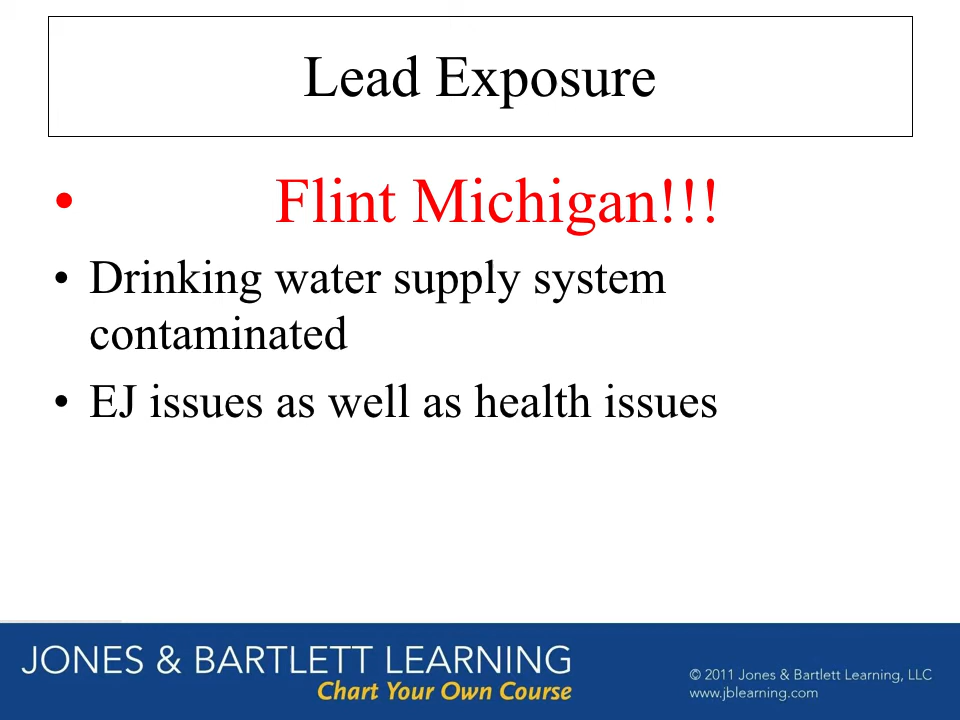 Lead Exposure
• Flint Michigan!!!
• Drinking water supply system
contaminated
• EJ issues as well as health issues
JONES & BARTLETT LEARNING
Chart Your Own Course
© 2011 Jones & Bartlett Learning, LLC
www.jblearning.com